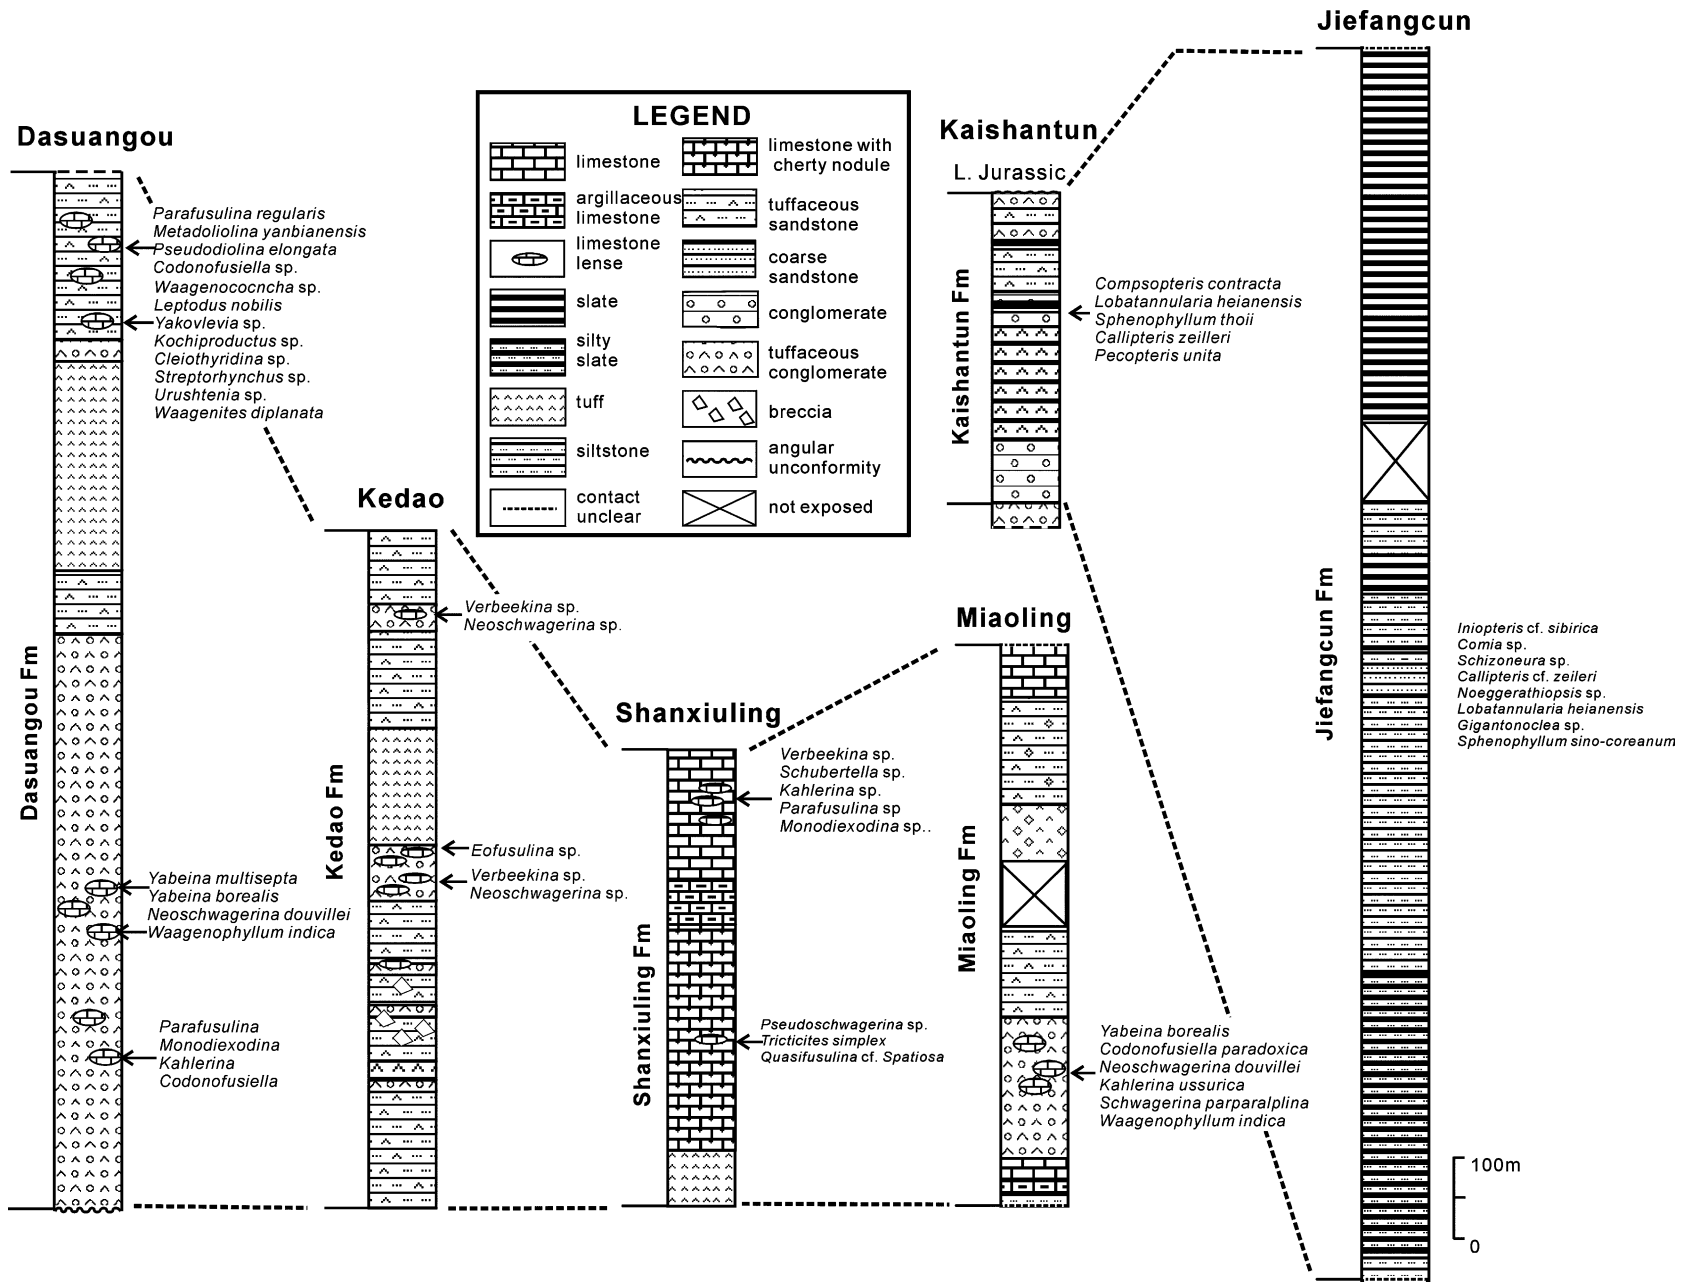 Jiefangcun
Dasuangou
Kaishantun
L. Jurassic
LEGEND
limestone
argillaceous
limestone
limestone
lense
slate
silty
slate
tuff
siltstone
contact
unclear
limestone with
cherty nodule
tuffaceous
sandstone
coarse
sandstone
conglomerate
tuffaceous
conglomerate
breccia
angular
unconformity
not exposed
Parafusulina regularis
Metadoliolina yanbianensis
Pseudodiolina elongata
Codonofusiella sp.
Waagenococncha sp.
Leptodus nobilis
Yakovlevia sp.
Kochiproductus sp.
Cleiothyridina sp.
Streptorhynchus sp.
Urushtenia sp.
Waagenites diplanata
Dasuangou Fm
Yabeina multisepta
Yabeina borealis
Neoschwagerina douvillei
Waagenophyllum indica
Parafusulina
Monodiexodina
Kahlerina
Codonofusiella
Kedao
Kedao Fm
Verbeekina sp.
Neoschwagerina sp.
Eofusulina sp.
Verbeekina sp.
Neoschwagerina sp.
Shanxiuling
Shanxiuling Fm
Verbeekina sp.
Schubertella sp.
Kahlerina sp.
Parafusulina sp
Monodiexodina sp..
Pseudoschwagerina sp.
Tricticites simplex
Quasifusulina cf. Spatiosa
Miaoling
Miaoling Fm
Yabeina borealis
Codonofusiella paradoxica
Neoschwagerina douvillei
Kahlerina ussurica
Schwagerina parparalplina
Waagenophyllum indica
Kaishantun Fm
Compsopteris contracta
Lobatannularia heianensis
Sphenophyllum thoii
Callipteris zeilleri
Pecopteris unita
Jiefangcun Fm
Iniopteris cf. sibirica
Comia sp.
Schizoneura sp.
Callipteris cf. zeileri
Noeggerathiopsis sp.
Lobatannularia heianensis
Gigantonoclea sp.
Sphenophyllum sino-coreanum
100m
0